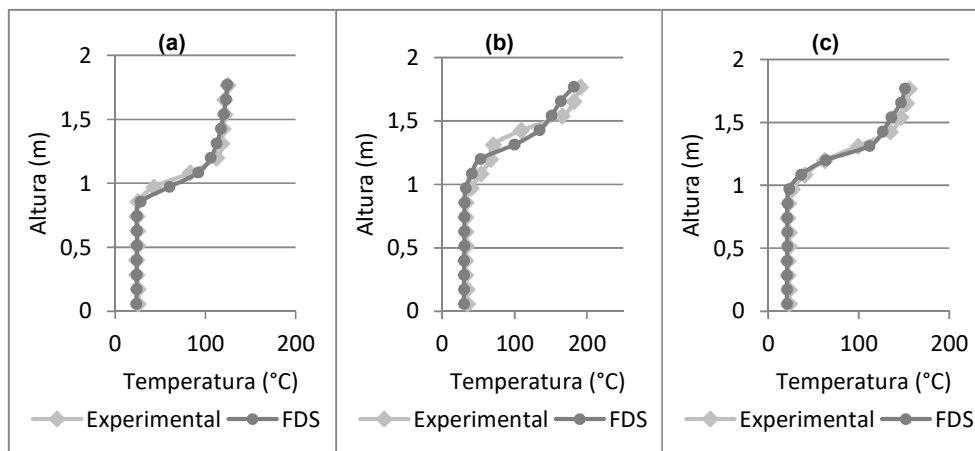 (a)
2
1,5
1
0,5
0
Altura (m)
0 100 200
Temperatura (°C)
Experimental FDS
(b)
2
1,5
1
0,5
0
Altura (m)
0 100 200
Temperatura (°C)
Experimental FDS
(c)
2
1,5
1
0,5
0
Altura (m)
0 100 200
Temperatura (°C)
Experimental FDS